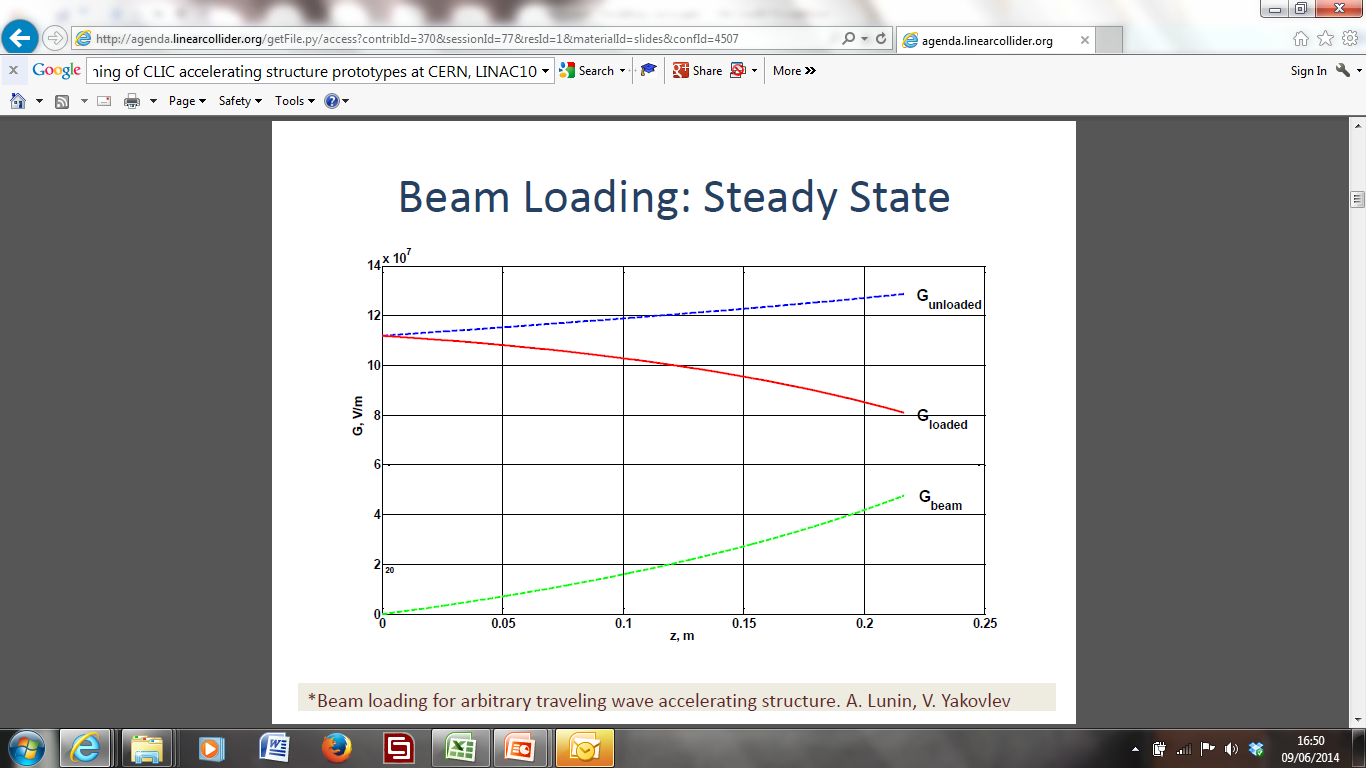 http://agenda.linearcollider.org/getFile.py/access?contribId=370&sessionId=77&resId=1&materialId=slides&confId=4507
agenda.linearcollider.org
x Google ning of CLIC accelerating structure prototypes at CERN, LINAC10 Search Share More Sign In
Page Safety Tools
Beam Loading: Steady State
14 x 10^7
12
10
8
6
4
2
20
0
G, V/m
G unloaded
G loaded
G beam
0 0.05 0.1 0.15 0.2 0.25
z, m
*Beam loading for arbitrary traveling wave accelerating structure. A. Lunin, V. Yakovlev
16:50
09/06/2014